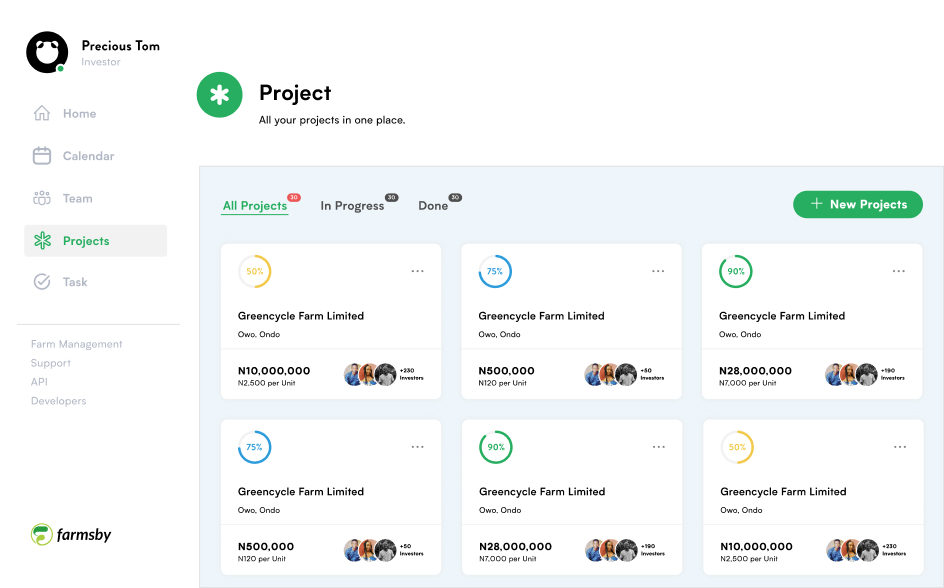 Precious Tom
Investor
Home
Calendar
Team
Projects
Task
Farm Management
Support
API
Developers
farmsby
Project
All your projects in one place.
All Projects 30 In Progress 30 Done 30
+ New Projects
50%
Greencycle Farm Limited
Owo, Ondo
N10,000,000
N2,500 per Unit
+230
Investors
75%
Greencycle Farm Limited
Owo, Ondo
N500,000
N120 per Unit
+50
Investors
90%
Greencycle Farm Limited
Owo, Ondo
N28,000,000
N7,000 per Unit
+190
Investors
75%
Greencycle Farm Limited
Owo, Ondo
N500,000
N120 per Unit
+50
Investors
90%
Greencycle Farm Limited
Owo, Ondo
N28,000,000
N7,000 per Unit
+190
Investors
50%
Greencycle Farm Limited
Owo, Ondo
N10,000,000
N2,500 per Unit
+230
Investors